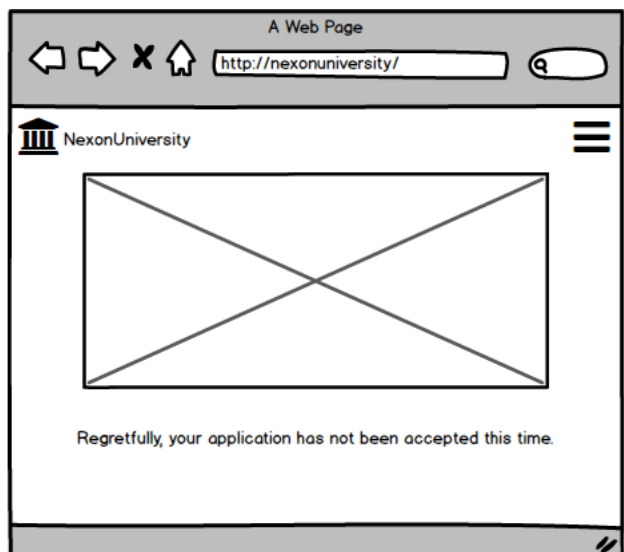 A Web Page
http://nexonuniversity/
NexonUniversity
Regretfully, your application has not been accepted this time.